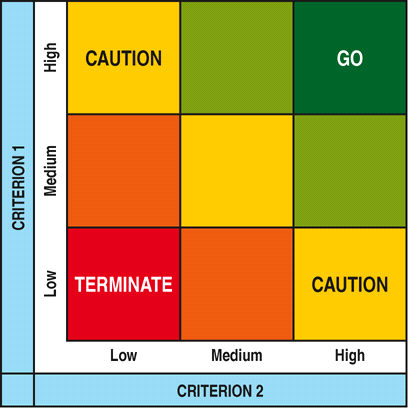 CRITERION 1
High
CAUTION
GO
Medium
Low
TERMINATE
CAUTION
Low
Medium
High
CRITERION 2